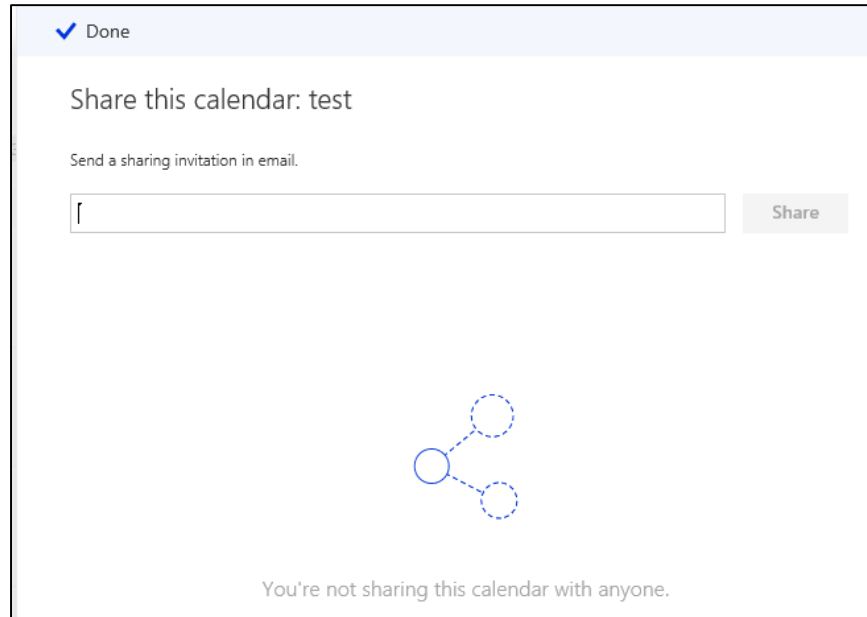 Done
Share this calendar: test
Send a sharing invitation in email.
Share
You're not sharing this calendar with anyone.